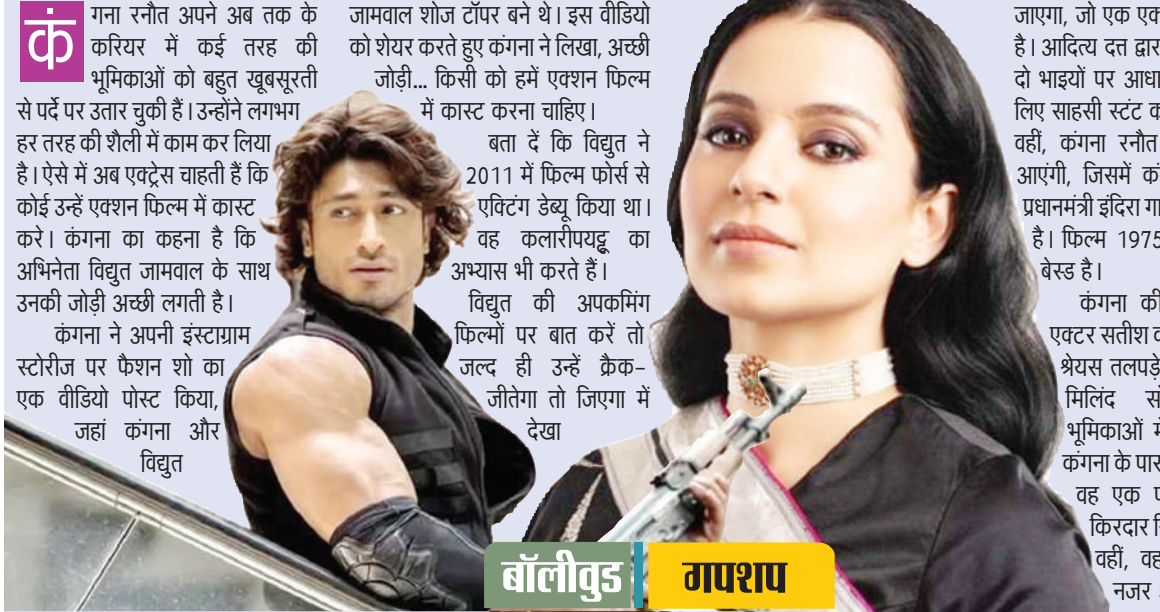 कंगना रनौत अपने अब तक के
करियर में कई तरह की
भूमिकाओं को बहुत खूबसूरती
से पर्दे पर उतार चुकी हैं। उन्होंने लगभग
हर तरह की शैली में काम कर लिया
है। ऐसे में अब एक्ट्रेस चाहती हैं कि
कोई उन्हें एक्शन फिल्म में कास्ट
करे। कंगना का कहना है कि
अभिनेता विद्युत जामवाल के साथ
उनकी जोड़ी अच्छी लगती है।
कंगना ने अपनी इंस्टाग्राम
स्टोरीज पर फैशन शो का
एक वीडियो पोस्ट किया,
जहां कंगना और
विद्युत
जामवाल शोज टॉपर बने थे। इस वीडियो
को शेयर करते हुए कंगना ने लिखा, अच्छी
जोड़ी... किसी को हमें एक्शन फिल्म
में कास्ट करना चाहिए।
बता दें कि विद्युत ने
2011 में फिल्म फोर्स से
एक्टिंग डेब्यू किया था।
वह कलारीपयट्टू का
अभ्यास भी करते हैं।
विद्युत की अपकमिंग
फिल्मों पर बात करें तो
जल्द ही उन्हें क्रैक-
जीतेगा तो जिएगा में
देखा
जाएगा, जो एक
है। आदित्य दत्त
दो भाइयों पर
लिए साहसी स्टंट
वहीं, कंगना रनौत
आएंगी, जिसमें
प्रधानमंत्री इंदिरा
है। फिल्म 1975
बेस्ड है।
कंगना की
एक्टर सतीश
श्रेयस तलपड़े
मिलिंद
भूमिकाओं
कंगना के
वह एक
किरदार
वहीं, वह
नजर
बॉलीवुड गपशप